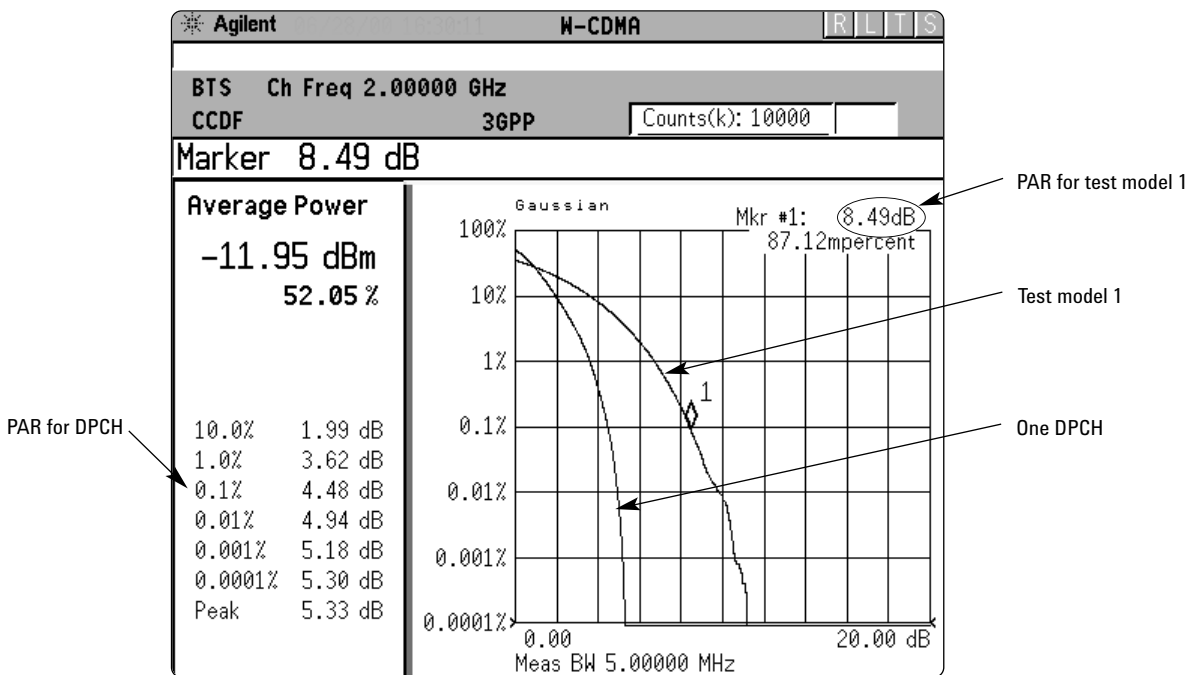 Agilent
W-CDMA
R L T S
BTS Ch Freq 2.00000 GHz
CCDF 3GPP Counts(k): 10000
Marker 8.49 dB
Average Power
-11.95 dBm
52.05 %
10.0% 1.99 dB
1.0% 3.62 dB
0.1% 4.48 dB
0.01% 4.94 dB
0.001% 5.18 dB
0.0001% 5.30 dB
Peak 5.33 dB
PAR for DPCH
Gaussian
Mkr #1: 8.49dB
87.12mpercent
100%
10%
1%
0.1%
0.01%
0.001%
0.0001%
1
0.00 20.00 dB
Meas BW 5.00000 MHz
PAR for test model 1
Test model 1
One DPCH